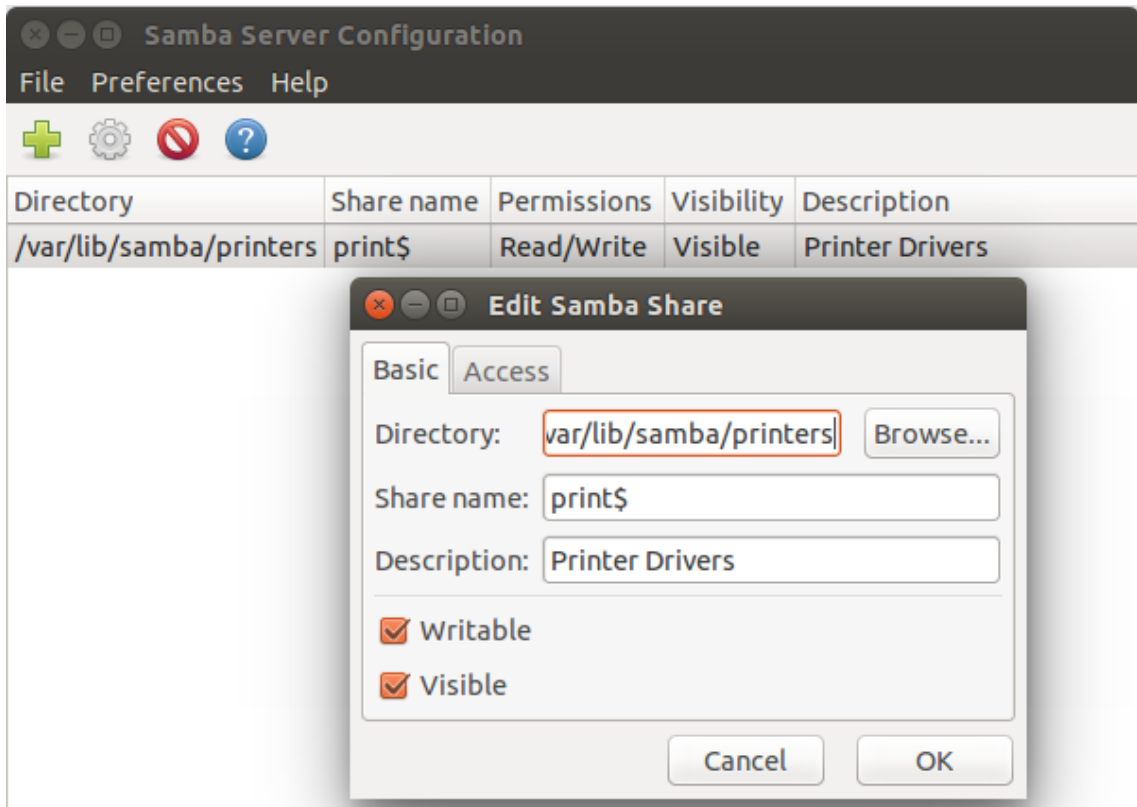 Samba Server Configuration
File Preferences Help
Directory Share name Permissions Visibility Description
/var/lib/samba/printers print$ Read/Write Visible Printer Drivers
Edit Samba Share
Basic Access
Directory: var/lib/samba/printers Browse...
Share name: print$
Description: Printer Drivers
Writable
Visible
Cancel OK